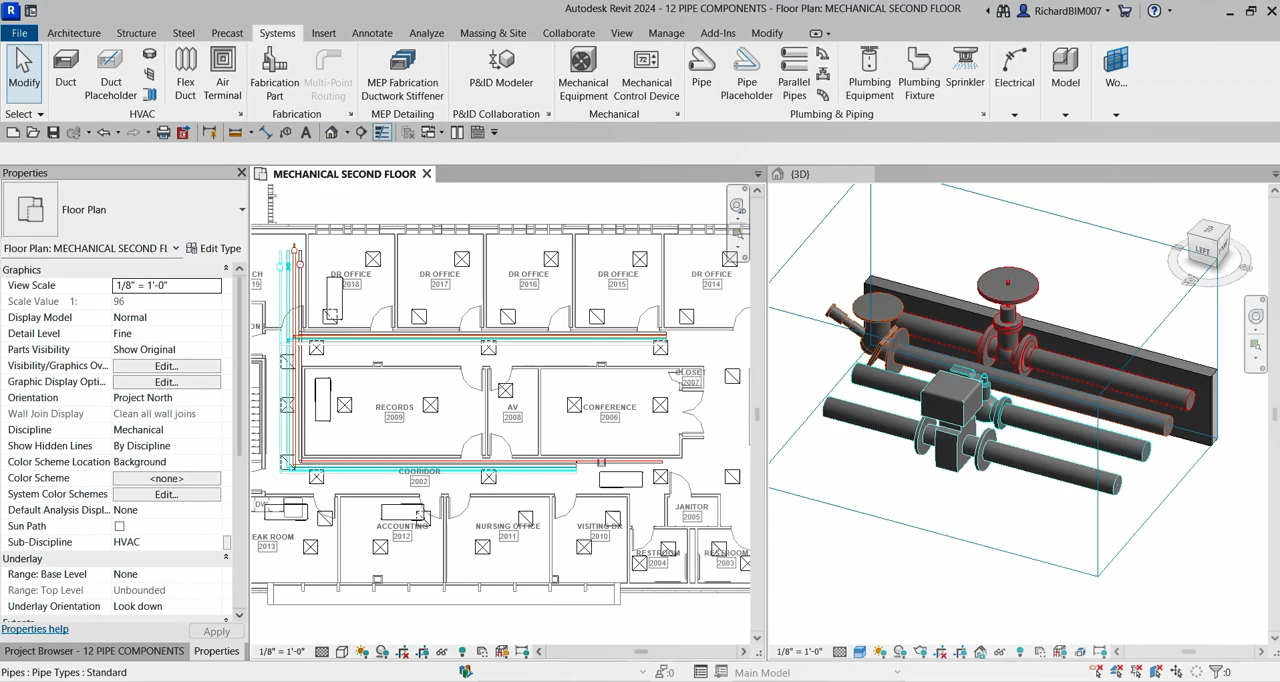 R
Autodesk Revit 2024 - 12 PIPE COMPONENTS - Floor Plan: MECHANICAL SECOND FLOOR
RichardBIM007
File Architecture Structure Steel Precast Systems Insert Annotate Analyze Massing & Site Collaborate View Manage Add-Ins Modify
Modify
Duct
Duct Placeholder
Flex Duct
Air Terminal
Fabrication Part
Multi-Point Routing
MEP Fabrication Ductwork Stiffener
P&ID Modeler
Mechanical Equipment
Mechanical Control Device
Pipe
Pipe Placeholder
Parallel Pipes
Plumbing Equipment
Plumbing Fixture
Sprinkler
Electrical
Model
Wo...
Select HVAC Fabrication MEP Detailing P&ID Collaboration Mechanical Plumbing & Piping
Properties
Floor Plan
Floor Plan: MECHANICAL SECOND FL Edit Type
Graphics
View Scale 1/8" = 1'-0"
Scale Value 1: 96
Display Model Normal
Detail Level Fine
Parts Visibility Show Original
Visibility/Graphics Ov... Edit...
Graphic Display Opti... Edit...
Orientation Project North
Wall Join Display Clean all wall joins
Discipline Mechanical
Show Hidden Lines By Discipline
Color Scheme Location Background
Color Scheme <none>
System Color Schemes Edit...
Default Analysis Displ... None
Sun Path
Sub-Discipline HVAC
Underlay
Range: Base Level None
Range: Top Level Unbounded
Underlay Orientation Look down
Properties help Apply
Project Browser - 12 PIPE COMPONENTS Properties
MECHANICAL SECOND FLOOR
DR OFFICE
2018
DR OFFICE
2017
DR OFFICE
2016
DR OFFICE
2015
DR OFFICE
2014
RECORDS
2009
AV
2008
CONFERENCE
2006
2007
COORIDOR
2002
EAK ROOM
2013
ACCOUNTING
2012
NURSING OFFICE
2011
VISITING DR
2010
JANITOR
2005
RESTROOM
2004
RESTROOM
2003
1/8" = 1'-0"
{3D}
LEFT
1/8" = 1'-0"
Pipes : Pipe Types : Standard
:0
Main Model
:0